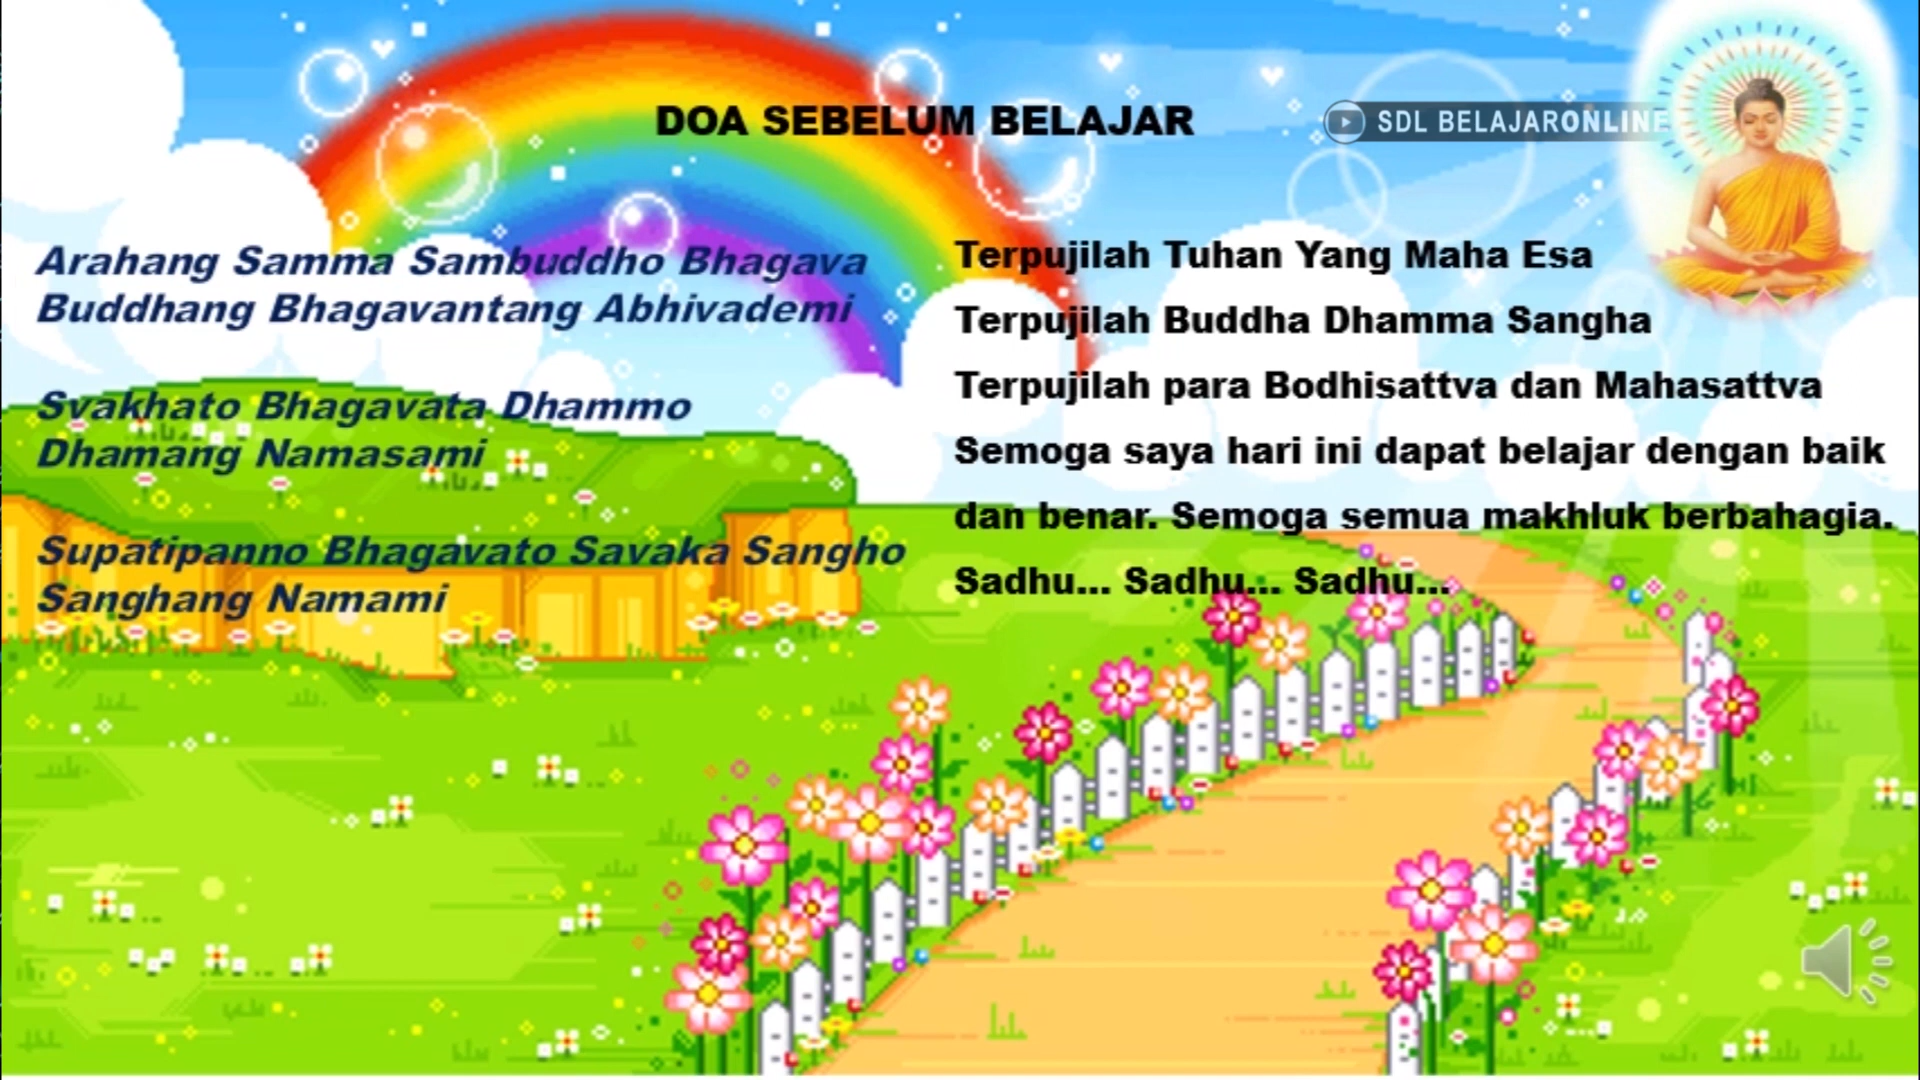 DOA SEBELUM BELAJAR
SDL BELAJARONLINE
Arahang Samma Sambuddho Bhagava
Buddhang Bhagavantang Abhivademi
Svakhato Bhagavata Dhammo
Dhamang Namasami
Supatipanno Bhagavato Savaka Sangho
Sanghang Namami
Terpujilah Tuhan Yang Maha Esa
Terpujilah Buddha Dhamma Sangha
Terpujilah para Bodhisattva dan Mahasattva
Semoga saya hari ini dapat belajar dengan baik
dan benar. Semoga semua makhluk berbahagia.
Sadhu... Sadhu... Sadhu...